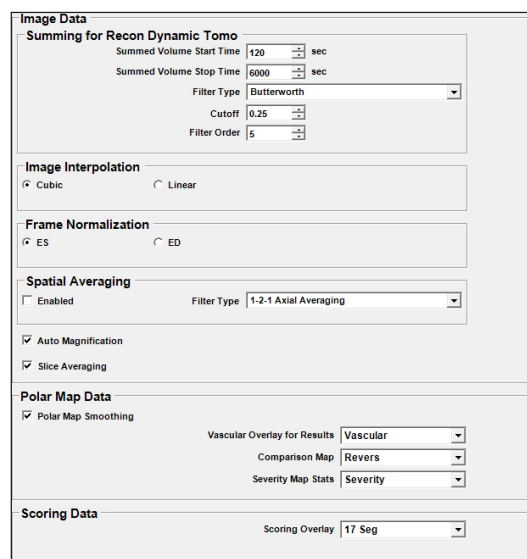 Image Data
Summing for Recon Dynamic Tomo
Summed Volume Start Time 120 sec
Summed Volume Stop Time 6000 sec
Filter Type Butterworth
Cutoff 0.25
Filter Order 5
Image Interpolation
Cubic Linear
Frame Normalization
ES ED
Spatial Averaging
Enabled Filter Type 1-2-1 Axial Averaging
Auto Magnification
Slice Averaging
Polar Map Data
Polar Map Smoothing
Vascular Overlay for Results Vascular
Comparison Map Revers
Severity Map Stats Severity
Scoring Data
Scoring Overlay 17 Seg